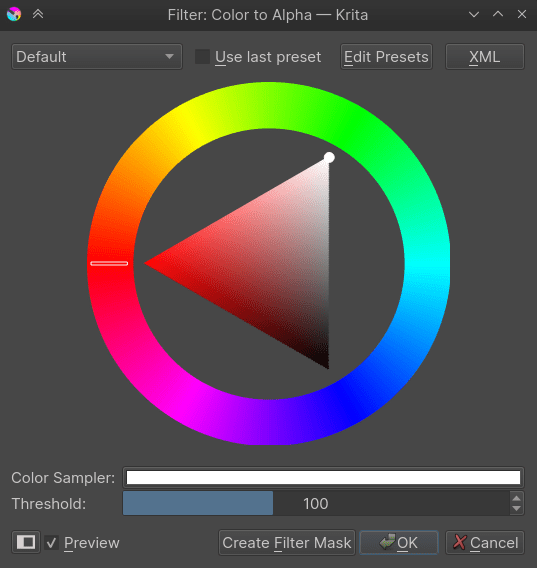 Filter: Color to Alpha — Krita
Default Use last preset Edit Presets XML
Color Sampler:
Threshold: 100
Preview Create Filter Mask OK Cancel